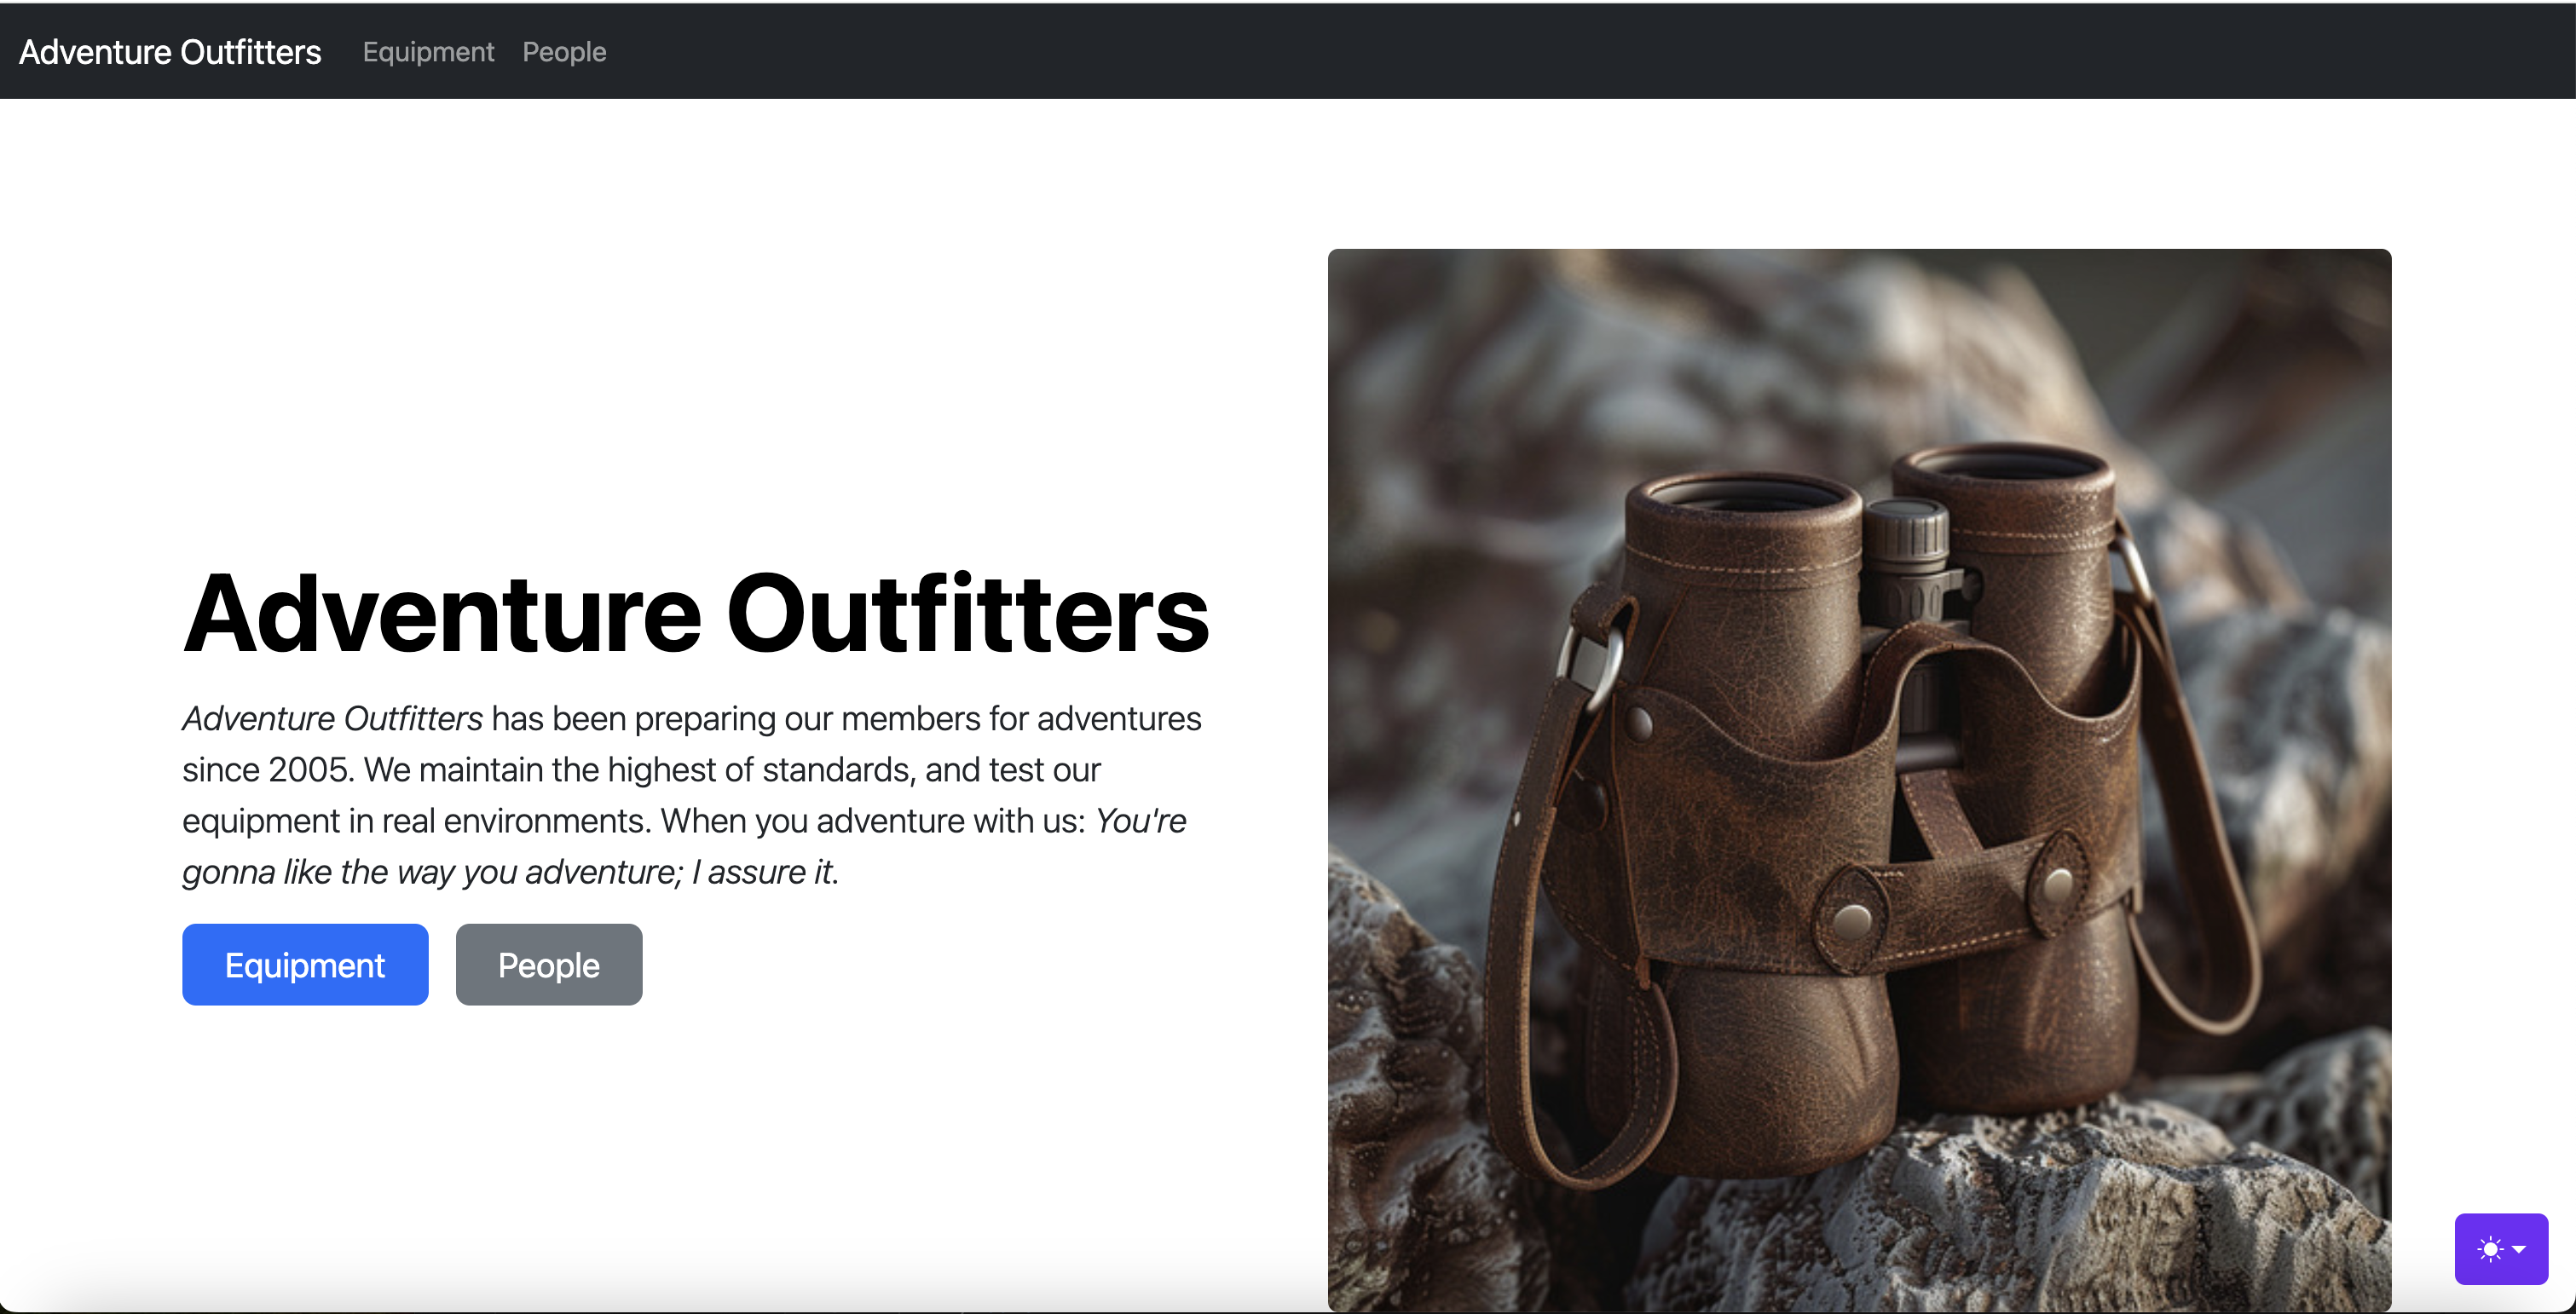 Adventure Outfitters Equipment People
Adventure Outfitters
Adventure Outfitters has been preparing our members for adventures
since 2005. We maintain the highest of standards, and test our
equipment in real environments. When you adventure with us: You're
gonna like the way you adventure; I assure it.
Equipment People